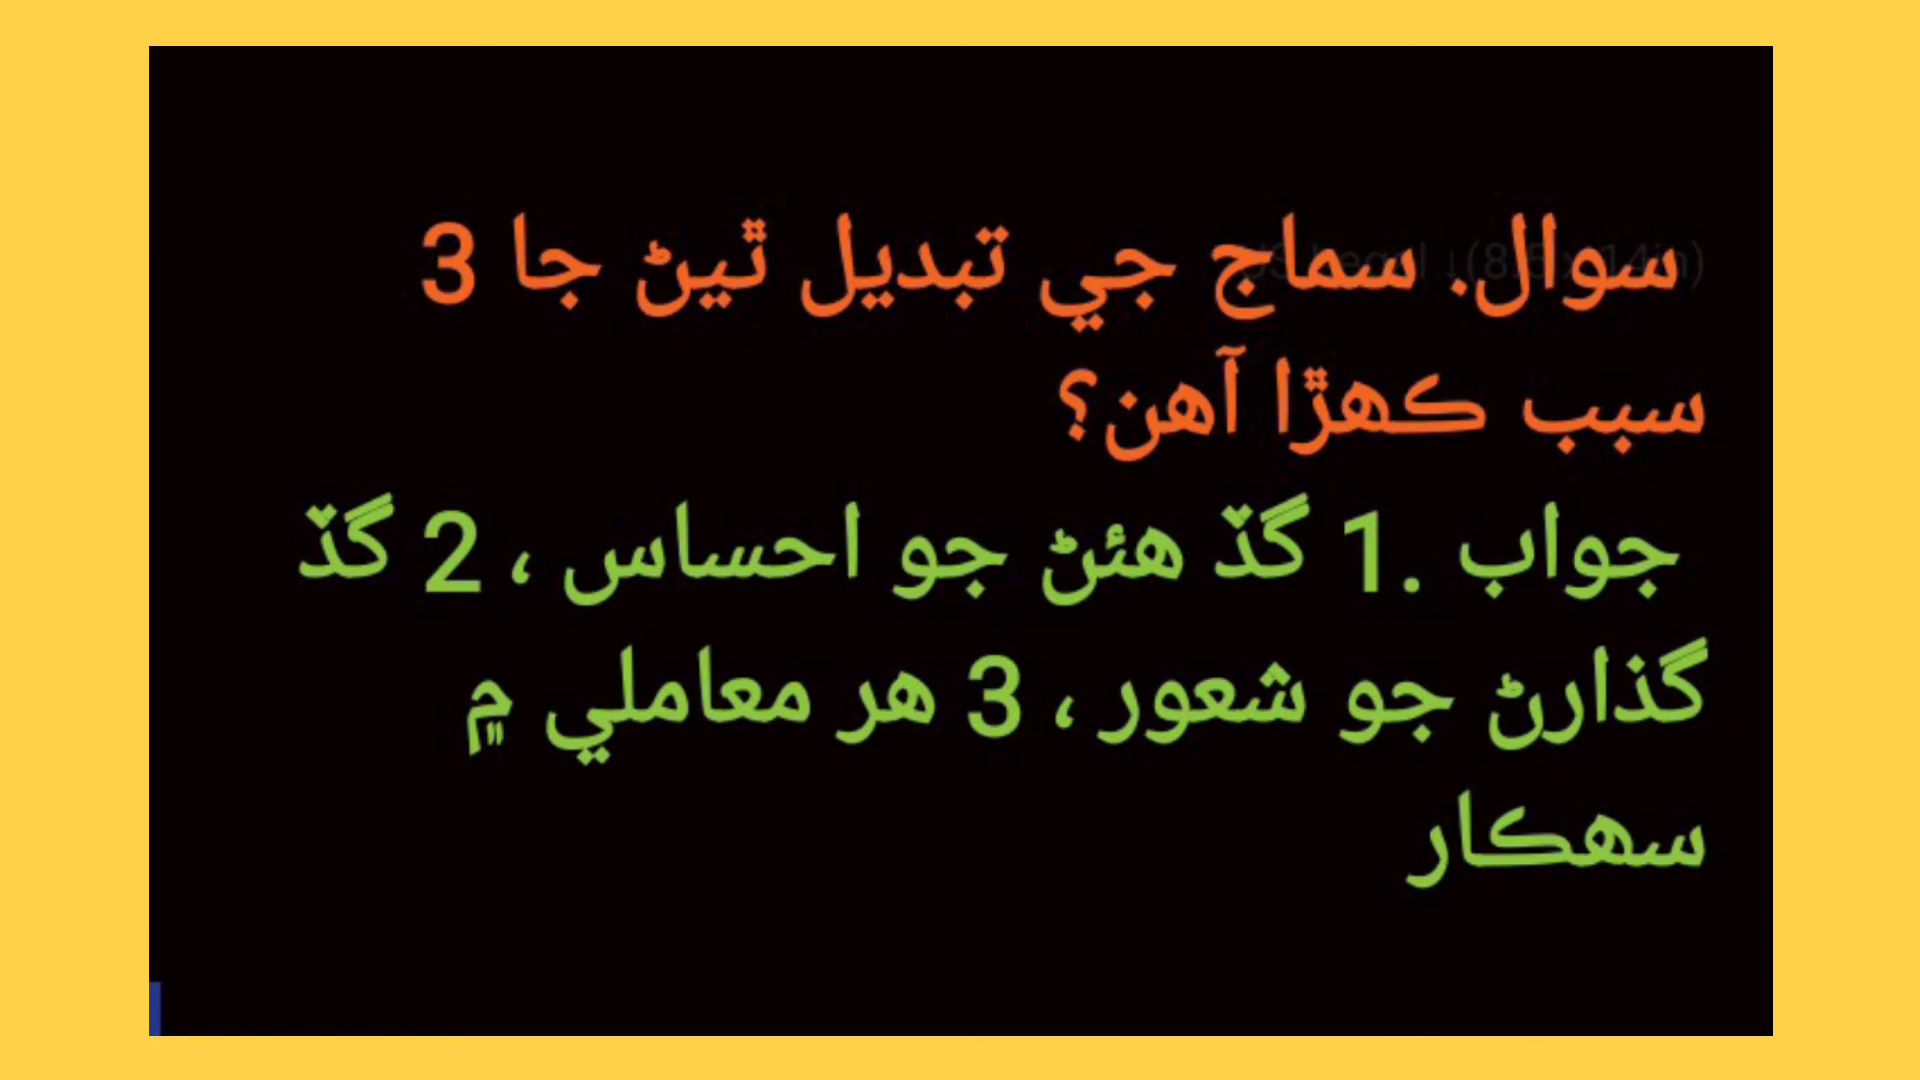 سوال. سماج جي تبديل ٿيڻ جا 3
سبب ڪهڙا آهن؟
جواب .1 گڏ هئڻ جو احساس ، 2 گڏ
گذارڻ جو شعور ، 3 هر معاملي ۾
سهڪار